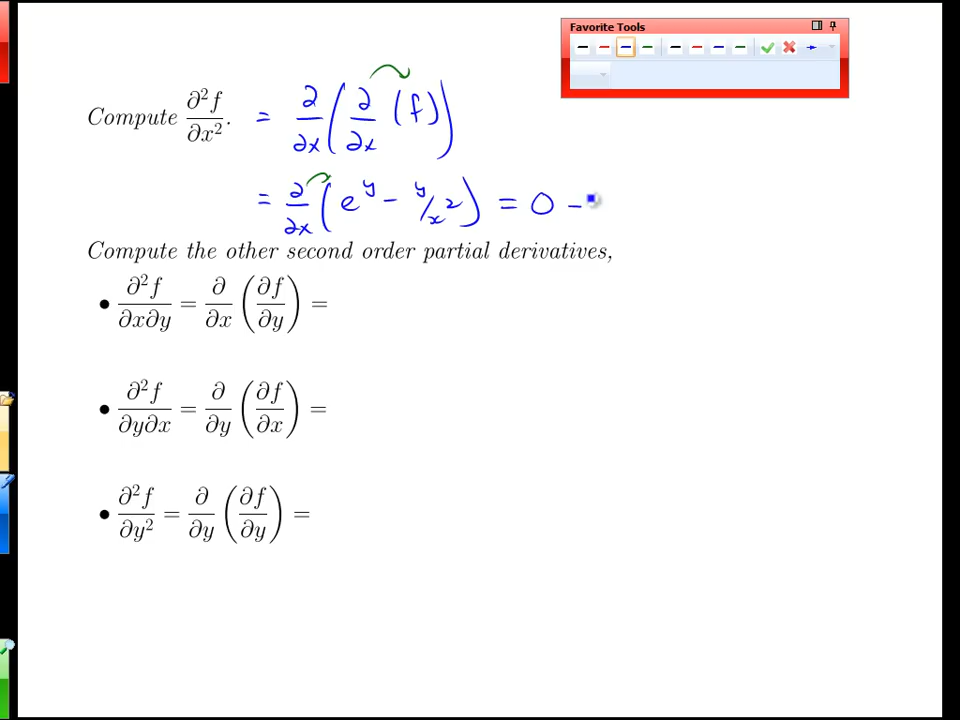 Favorite Tools
Compute ∂²f/∂x². = ∂/∂x (∂/∂x (f))
= ∂/∂x (e^y - y/x²) = 0 -
Compute the other second order partial derivatives,
• ∂²f/∂x∂y = ∂/∂x (∂f/∂y) =
• ∂²f/∂y∂x = ∂/∂y (∂f/∂x) =
• ∂²f/∂y² = ∂/∂y (∂f/∂y) =